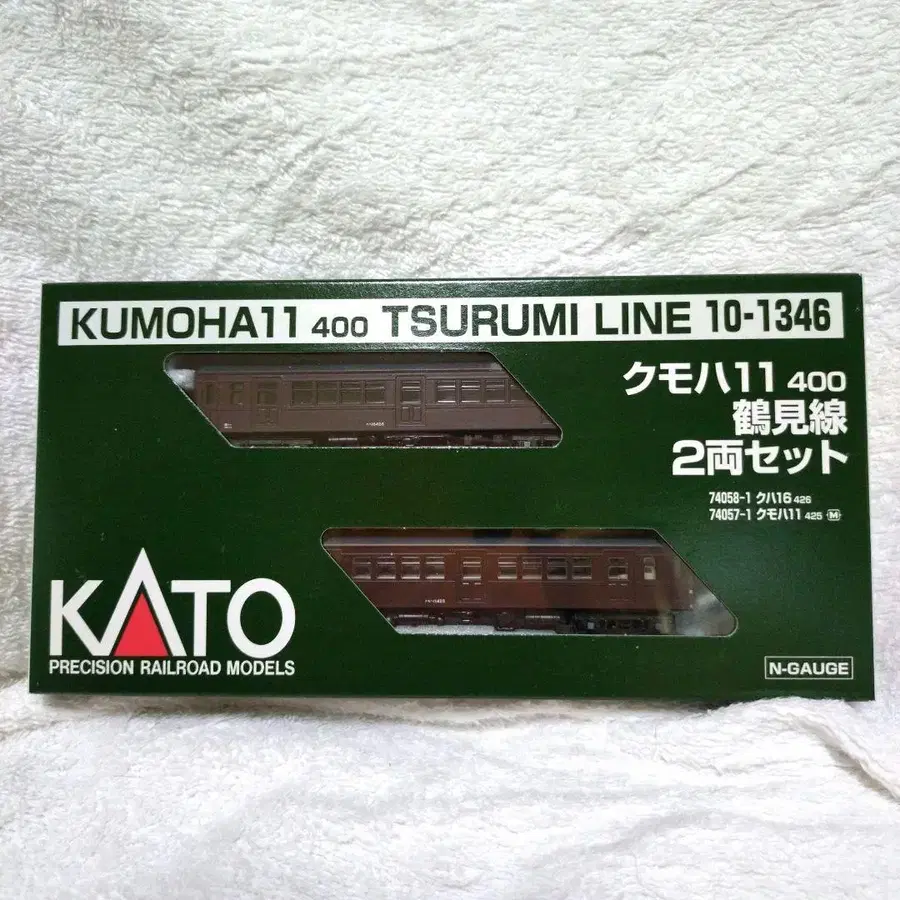 KUMOHA11 400 TSURUMI LINE 10-1346
クモハ11 400
鶴見線
2両セット
74058-1 クハ16 426
74057-1 クモハ11 425 M
KATO
PRECISION RAILROAD MODELS
N-GAUGE